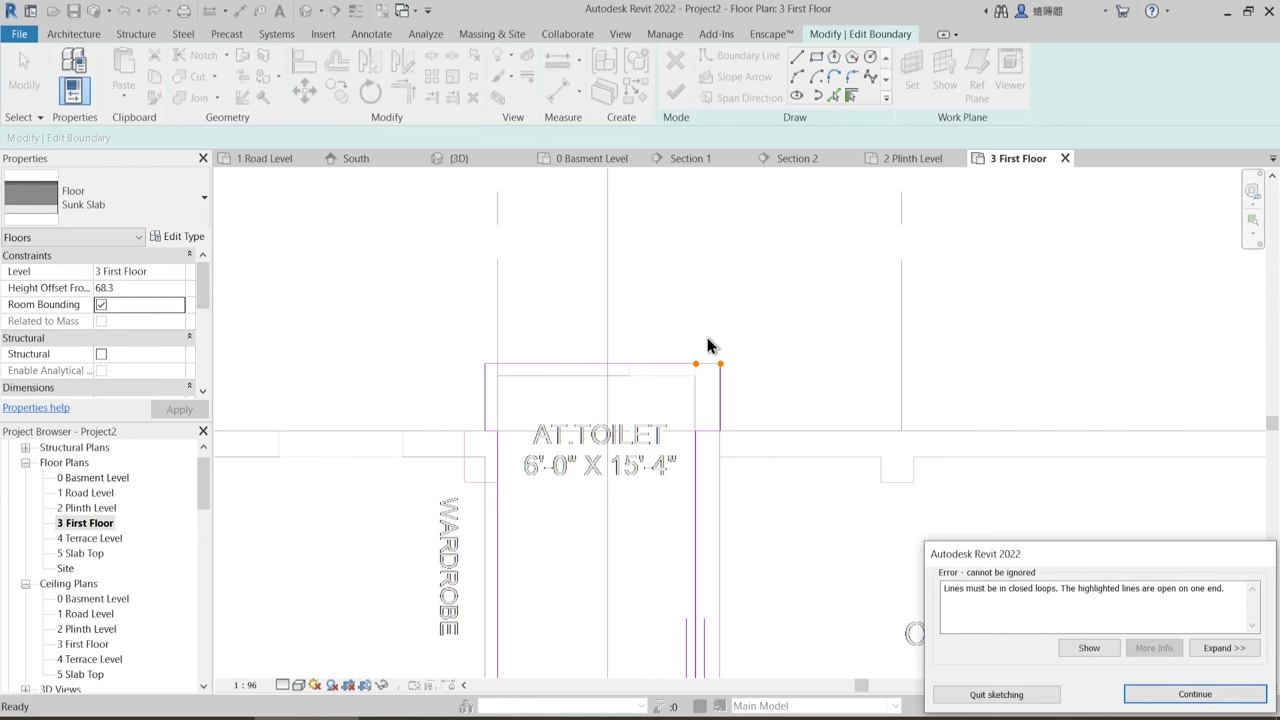 Autodesk Revit 2022 - Project2 - Floor Plan: 3 First Floor
File Architecture Structure Steel Precast Systems Insert Annotate Analyze Massing & Site Collaborate View Manage Add-Ins Enscape™ Modify | Edit Boundary
Modify
Paste
Notch
Cut
Join
Boundary Line
Slope Arrow
Span Direction
Set Show Ref Plane Viewer
Select Properties Clipboard Geometry Modify View Measure Create Mode Draw Work Plane
Modify | Edit Boundary
Properties
1 Road Level South {3D} 0 Basment Level Section 1 Section 2 2 Plinth Level 3 First Floor
Floor
Sunk Slab
Floors Edit Type
Constraints
Level 3 First Floor
Height Offset Fro... 68.3
Room Bounding
Related to Mass
Structural
Structural
Enable Analytical ...
Dimensions
Properties help Apply
Project Browser - Project2
Structural Plans
Floor Plans
0 Basment Level
1 Road Level
2 Plinth Level
3 First Floor
4 Terrace Level
5 Slab Top
Site
Ceiling Plans
0 Basment Level
1 Road Level
2 Plinth Level
3 First Floor
4 Terrace Level
5 Slab Top
3D Views
AT.TOILET
6'-0" X 15'-4"
WARDROBE
O
Autodesk Revit 2022
Error - cannot be ignored
Lines must be in closed loops. The highlighted lines are open on one end.
Show More Info Expand >>
Quit sketching Continue
1 : 96
Ready :0 Main Model